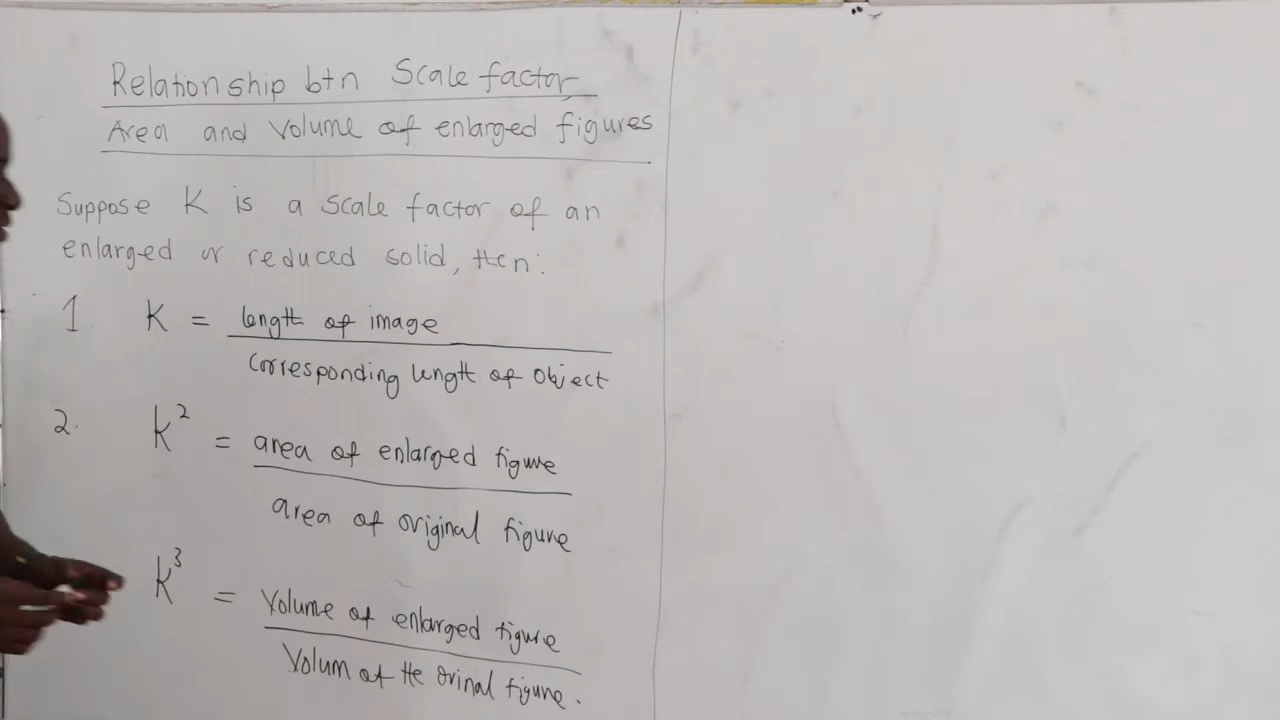 Relationship btn Scale factor
Area and Volume of enlarged figures
Suppose K is a scale factor of an
enlarged or reduced solid, then:
1 K = length of image
corresponding length of object
2. K² = area of enlarged figure
area of original figure
K³ = Volume of enlarged figure
Volum of the orinal figure.